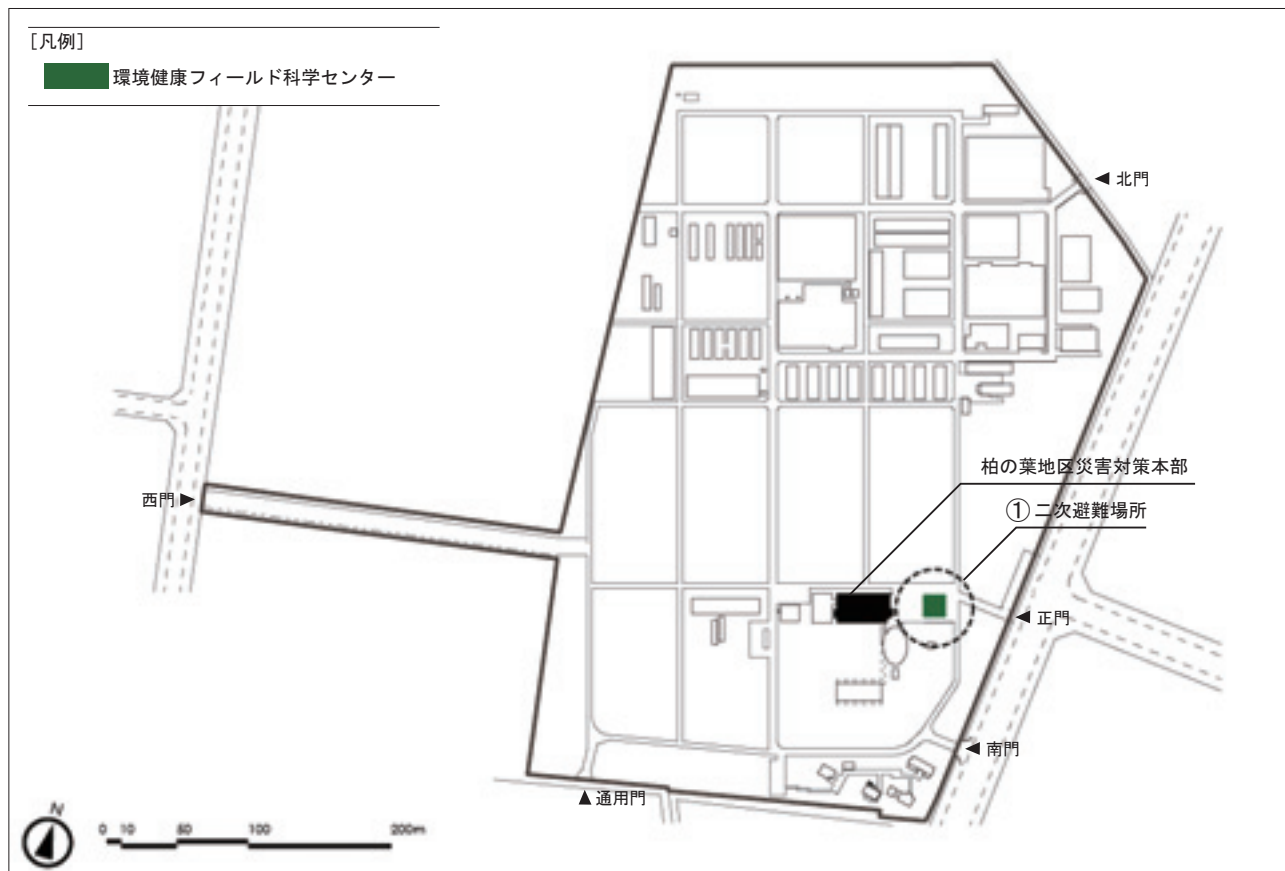 [凡例]
環境健康フィールド科学センター
◀ 北門
柏の葉地区災害対策本部
西門▶
①二次避難場所
◀ 正門
◀ 南門
▲ 通用門
N
0 10 50 100 200m